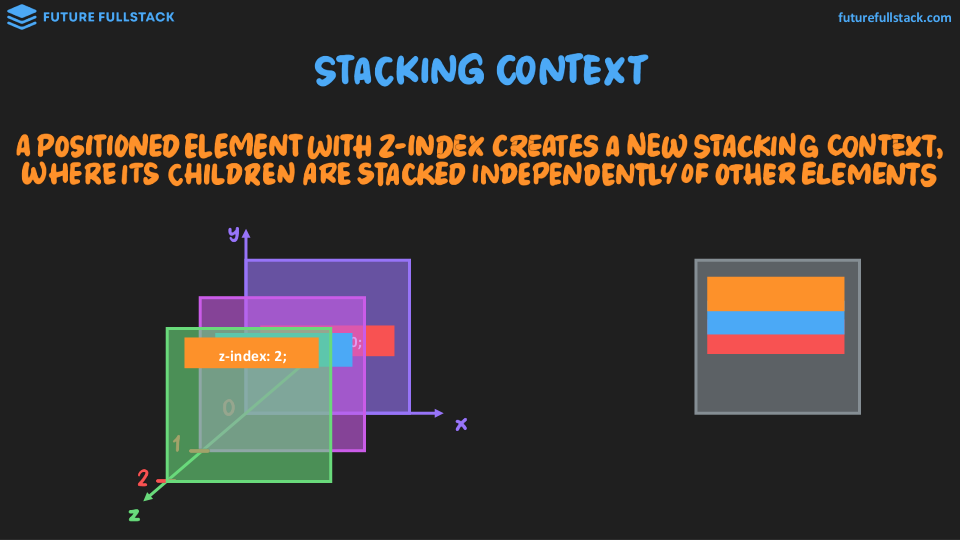 FUTURE FULLSTACK
futurefullstack.com
STACKING CONTEXT
A POSITIONED ELEMENT WITH Z-INDEX CREATES A NEW STACKING CONTEXT,
WHERE ITS CHILDREN ARE STACKED INDEPENDENTLY OF OTHER ELEMENTS
y
0;
z-index: 2;
0
x
1
2
z